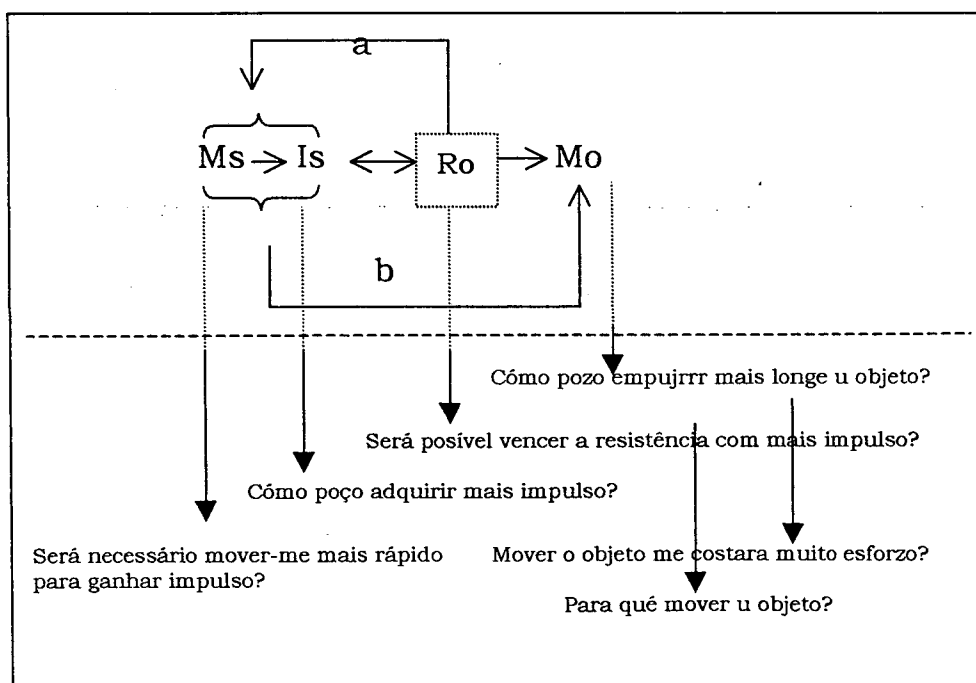 a
Ms Is Ro Mo
b
Cómo pozo empujrrr mais longe u objeto?
Será posível vencer a resistência com mais impulso?
Cómo poço adquirir mais impulso?
Será necessário mover-me mais rápido
para ganhar impulso?
Mover o objeto me costara muito esforzo?
Para qué mover u objeto?